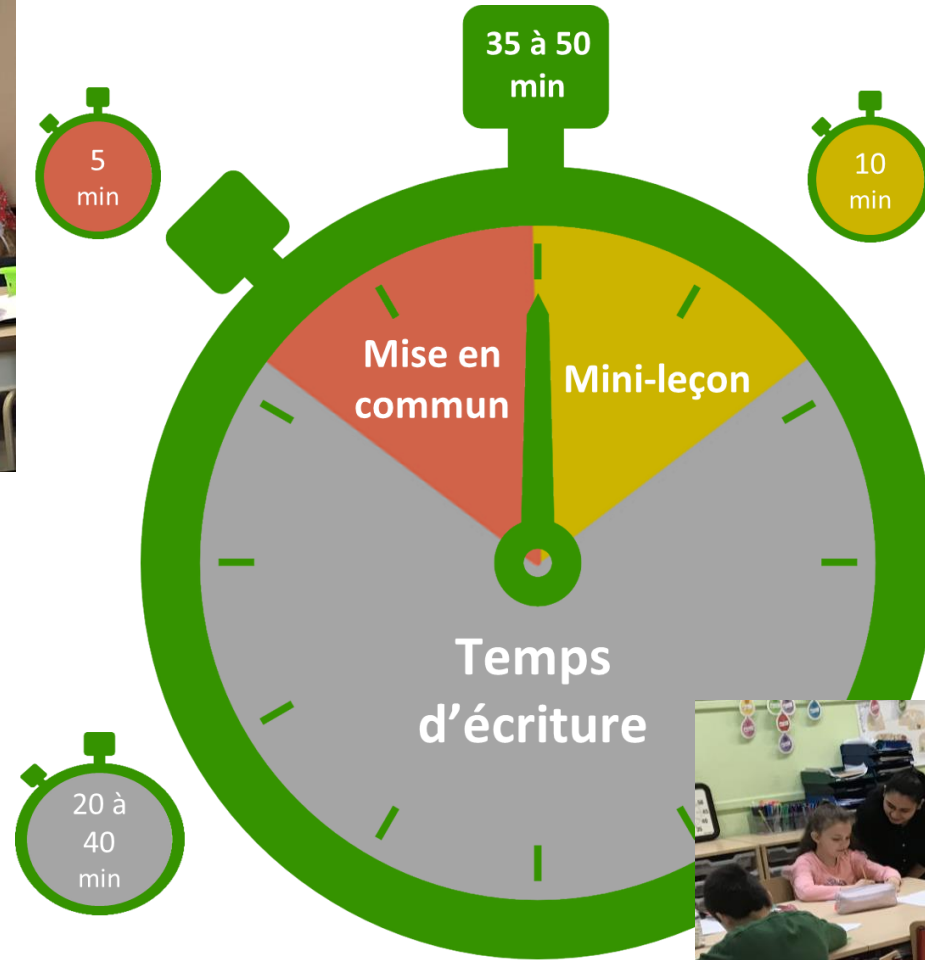 35 à 50
min
5
min
10
min
Mise en
commun
Mini-leçon
Temps
d’écriture
20 à
40
min